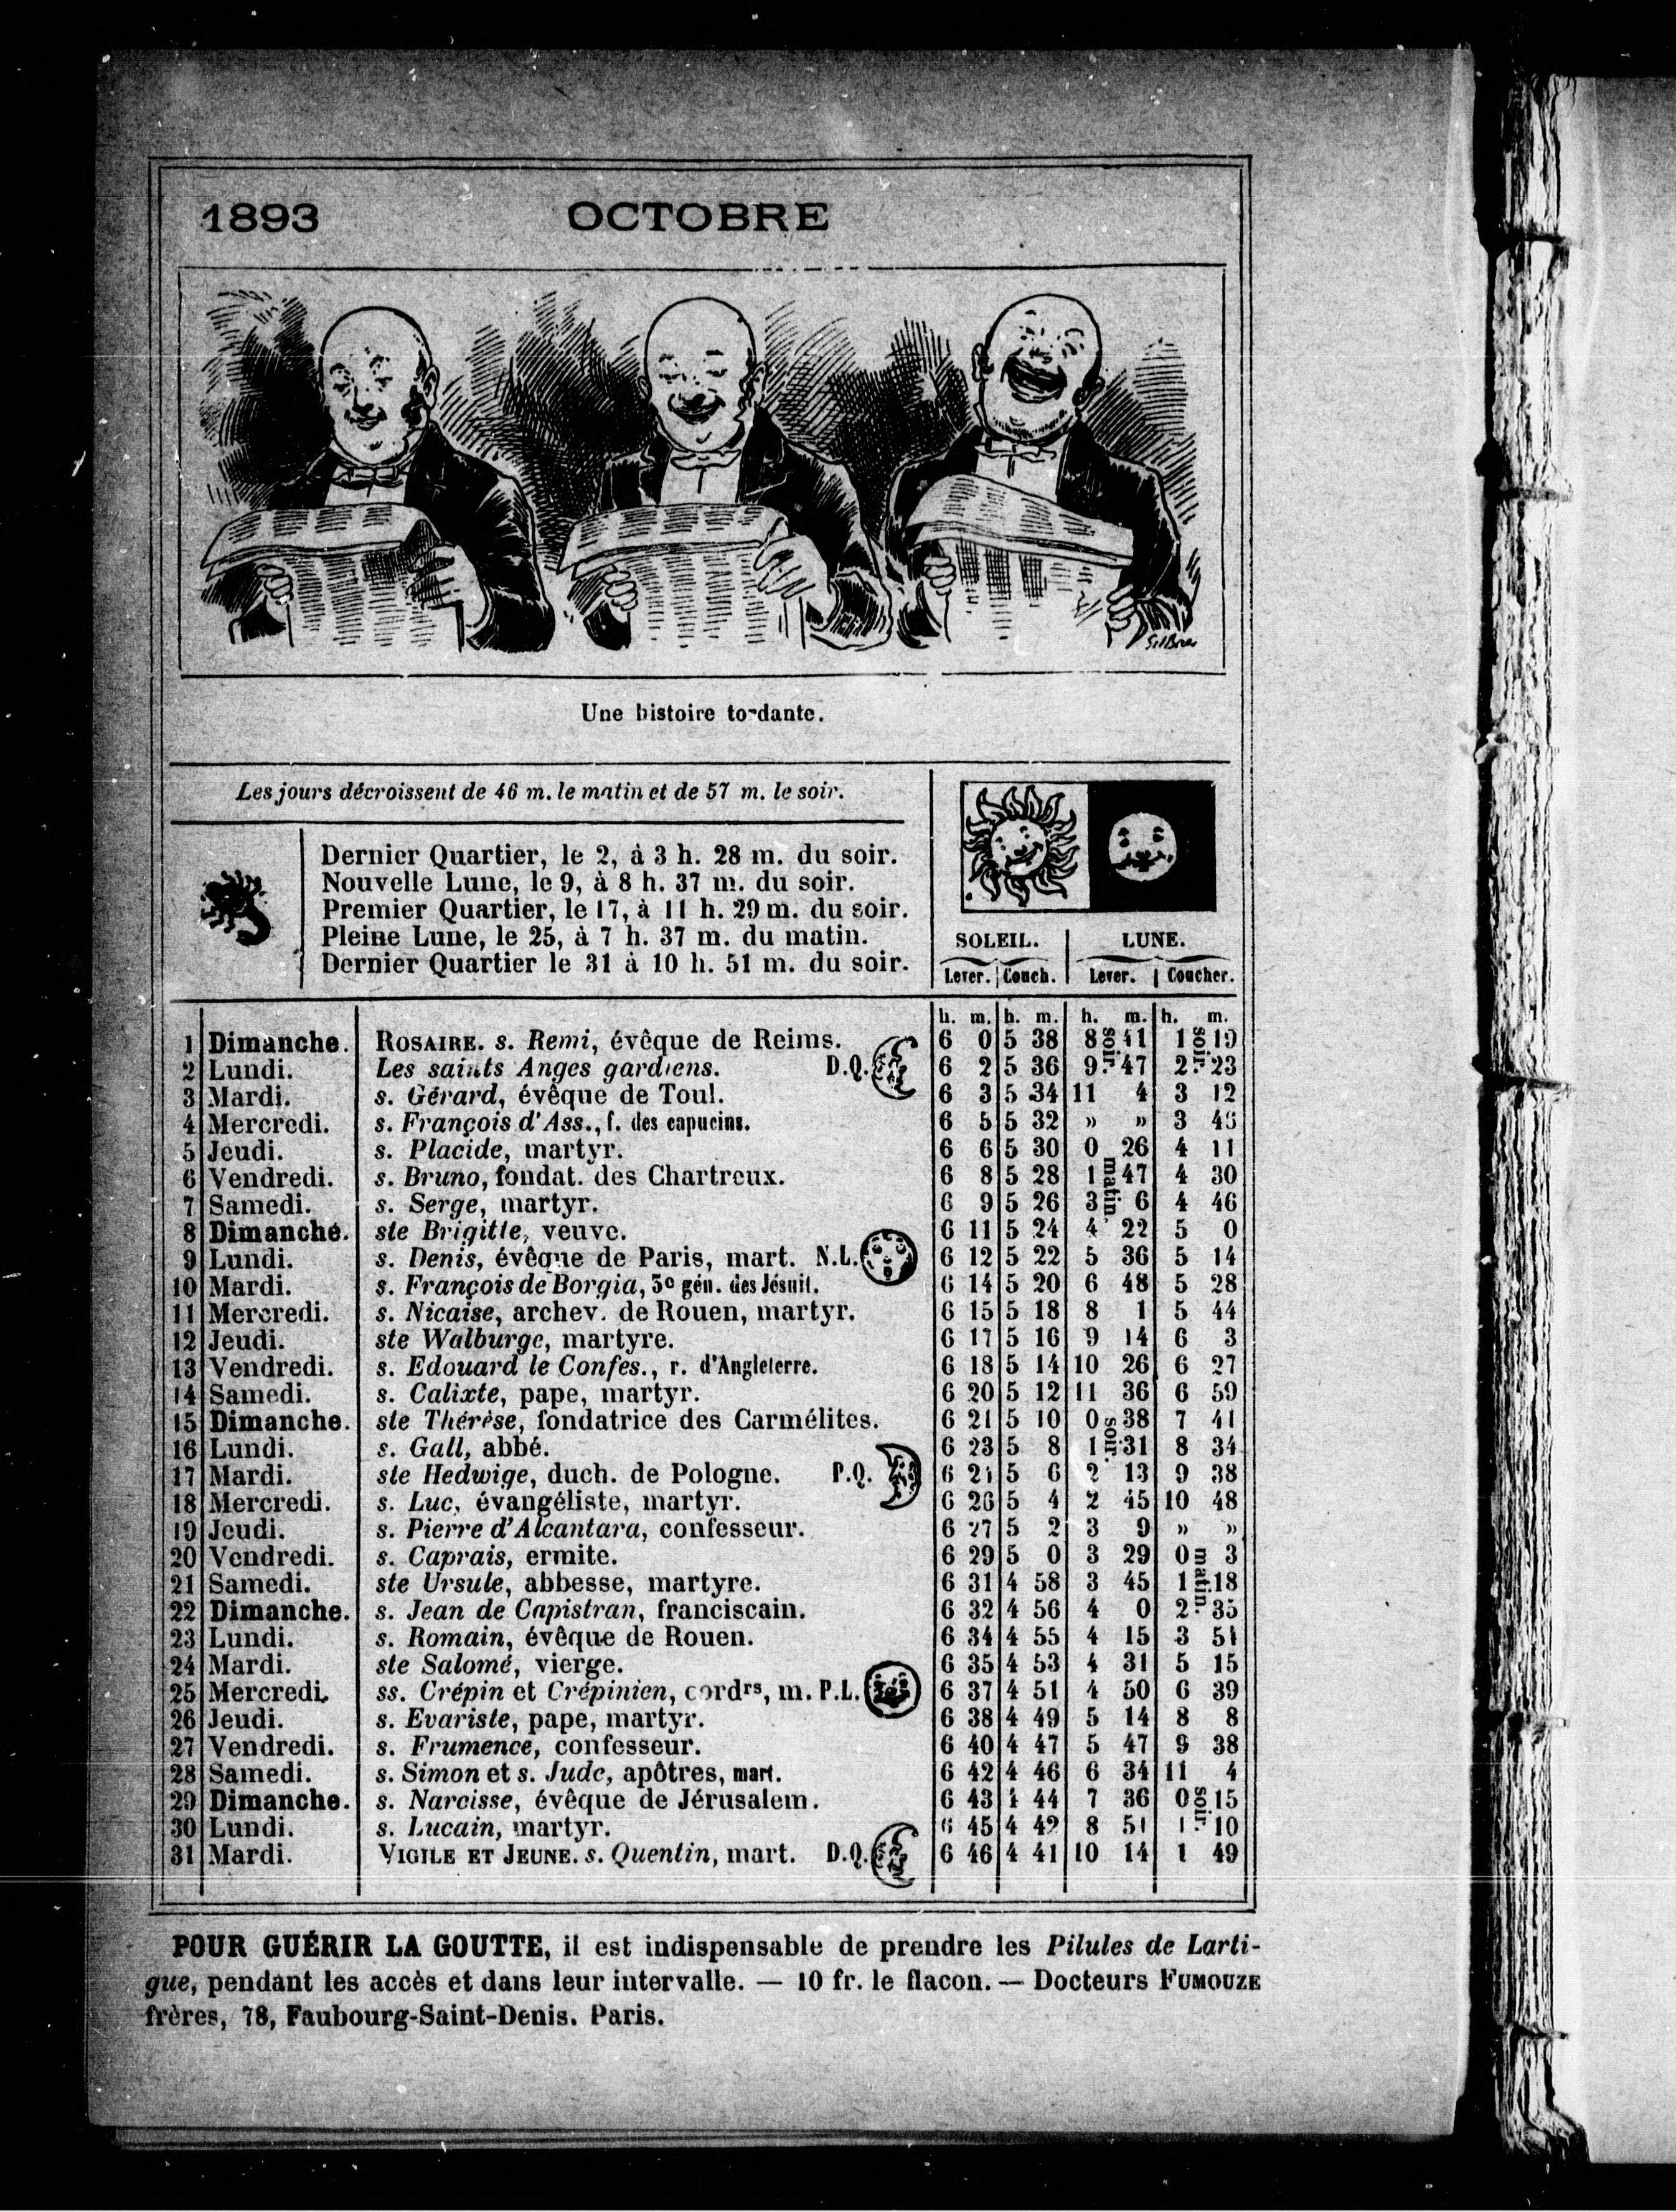 1893 OCTOBRE
Une histoire tordante.
Les jours décroissent de 46 m. le matin et de 57 m. le soir.
Dernier Quartier, le 2, à 3 h. 28 m. du soir.
Nouvelle Lune, le 9, à 8 h. 37 m. du soir.
Premier Quartier, le 17, à 11 h. 29 m. du soir.
Pleine Lune, le 25, à 7 h. 37 m. du matin.
Dernier Quartier le 31 à 10 h. 51 m. du soir.
SOLEIL. LUNE.
Lever. Couch. Lever. Coucher.
h. m. h. m. h. m. h. m.
1 Dimanche. ROSAIRE. s. Remi, évêque de Reims. 6 0 5 38 8 soir. 41 1 soir. 19
2 Lundi. Les saints Anges gardiens. D.Q. 6 2 5 36 9 47 2 23
3 Mardi. s. Gérard, évêque de Toul. 6 3 5 34 11 4 3 12
4 Mercredi. s. François d'Ass., f. des capucins. 6 5 5 32 » » 3 45
5 Jeudi. s. Placide, martyr. 6 6 5 30 0 26 4 11
6 Vendredi. s. Bruno, fondat. des Chartreux. 6 8 5 28 1 matin. 47 4 30
7 Samedi. s. Serge, martyr. 6 9 5 26 3 6 4 46
8 Dimanche. ste Brigitte, veuve. 6 11 5 24 4 22 5 0
9 Lundi. s. Denis, évêque de Paris, mart. N.L. 6 12 5 22 5 36 5 14
10 Mardi. s. François de Borgia, 3e gén. des Jésuit. 6 14 5 20 6 48 5 28
11 Mercredi. s. Nicaise, archev. de Rouen, martyr. 6 15 5 18 8 1 5 44
12 Jeudi. ste Walburge, martyre. 6 17 5 16 9 14 6 3
13 Vendredi. s. Edouard le Confes., r. d'Angleterre. 6 18 5 14 10 26 6 27
14 Samedi. s. Calixte, pape, martyr. 6 20 5 12 11 36 6 59
15 Dimanche. ste Thérèse, fondatrice des Carmélites. 6 21 5 10 0 soir. 38 7 41
16 Lundi. s. Gall, abbé. 6 23 5 8 1 31 8 34
17 Mardi. ste Hedwige, duch. de Pologne. P.Q. 6 24 5 6 2 13 9 38
18 Mercredi. s. Luc, évangéliste, martyr. 6 26 5 4 2 45 10 48
19 Jeudi. s. Pierre d'Alcantara, confesseur. 6 27 5 2 3 9 » »
20 Vendredi. s. Caprais, ermite. 6 29 5 0 3 29 0 matin. 3
21 Samedi. ste Ursule, abbesse, martyre. 6 31 4 58 3 45 1 18
22 Dimanche. s. Jean de Capistran, franciscain. 6 32 4 56 4 0 2 35
23 Lundi. s. Romain, évêque de Rouen. 6 34 4 55 4 15 3 51
24 Mardi. ste Salomé, vierge. 6 35 4 53 4 31 5 15
25 Mercredi. ss. Crépin et Crépinien, cordrs, m. P.L. 6 37 4 51 4 50 6 39
26 Jeudi. s. Evariste, pape, martyr. 6 38 4 49 5 14 8 8
27 Vendredi. s. Frumence, confesseur. 6 40 4 47 5 47 9 38
28 Samedi. s. Simon et s. Jude, apôtres, mart. 6 42 4 46 6 34 11 4
29 Dimanche. s. Narcisse, évêque de Jérusalem. 6 43 4 44 7 36 0 soir. 15
30 Lundi. s. Lucain, martyr. 6 45 4 42 8 51 1 10
31 Mardi. VIGILE ET JEUNE. s. Quentin, mart. D.Q. 6 46 4 41 10 14 1 49
POUR GUÉRIR LA GOUTTE, il est indispensable de prendre les Pilules de Larti-
gue, pendant les accès et dans leur intervalle. — 10 fr. le flacon. — Docteurs FUMOUZE
frères, 78, Faubourg-Saint-Denis. Paris.